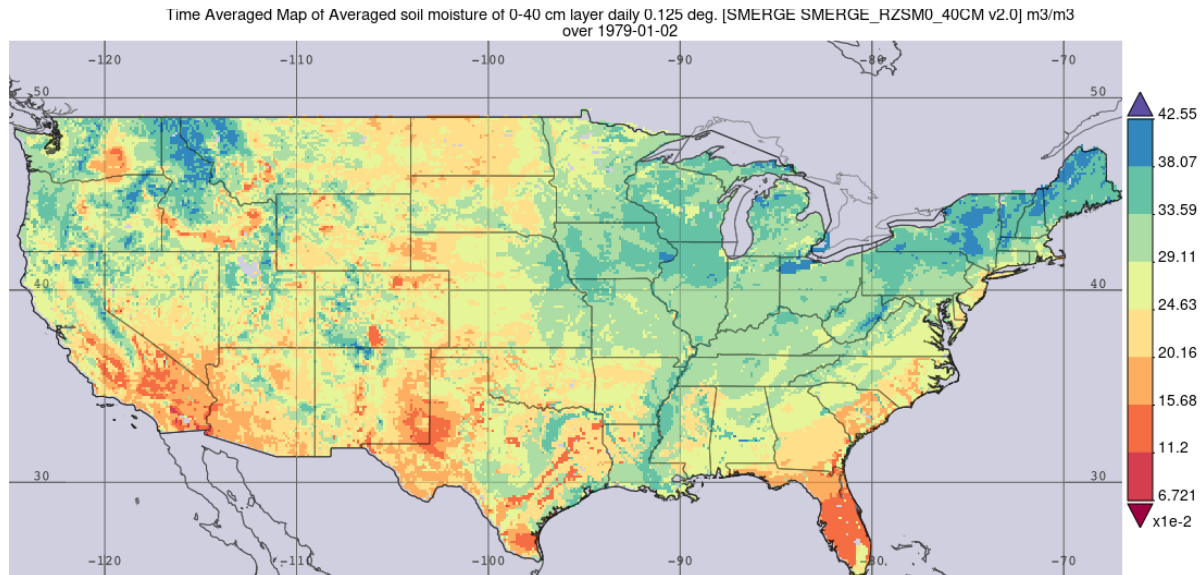 Time Averaged Map of Averaged soil moisture of 0-40 cm layer daily 0.125 deg. [SMERGE SMERGE_RZSM0_40CM v2.0] m3/m3
over 1979-01-02
-120 -110 -100 -90 -80 -70
50 50
42.55
38.07
33.59
29.11
40 40
24.63
20.16
15.68
11.2
30 30
6.721
x1e-2
-120 -110 -100 -90 -80. -70